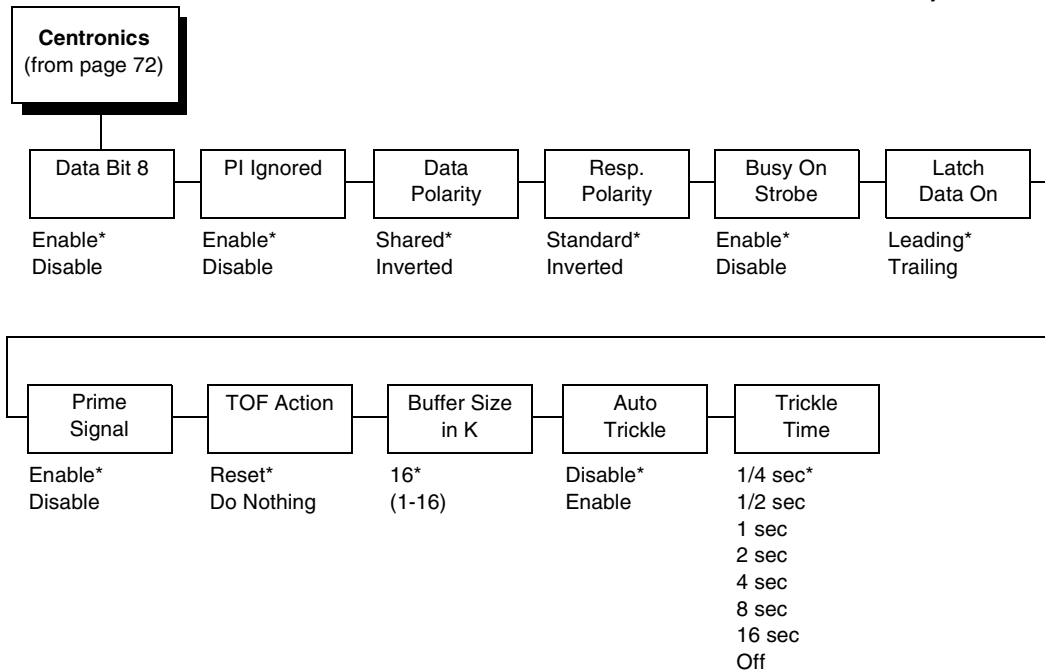 Centronics
(from page 72)
Data Bit 8
Enable*
Disable
PI Ignored
Enable*
Disable
Data
Polarity
Shared*
Inverted
Resp.
Polarity
Standard*
Inverted
Busy On
Strobe
Enable*
Disable
Latch
Data On
Leading*
Trailing
Prime
Signal
Enable*
Disable
TOF Action
Reset*
Do Nothing
Buffer Size
in K
16*
(1-16)
Auto
Trickle
Disable*
Enable
Trickle
Time
1/4 sec*
1/2 sec
1 sec
2 sec
4 sec
8 sec
16 sec
Off